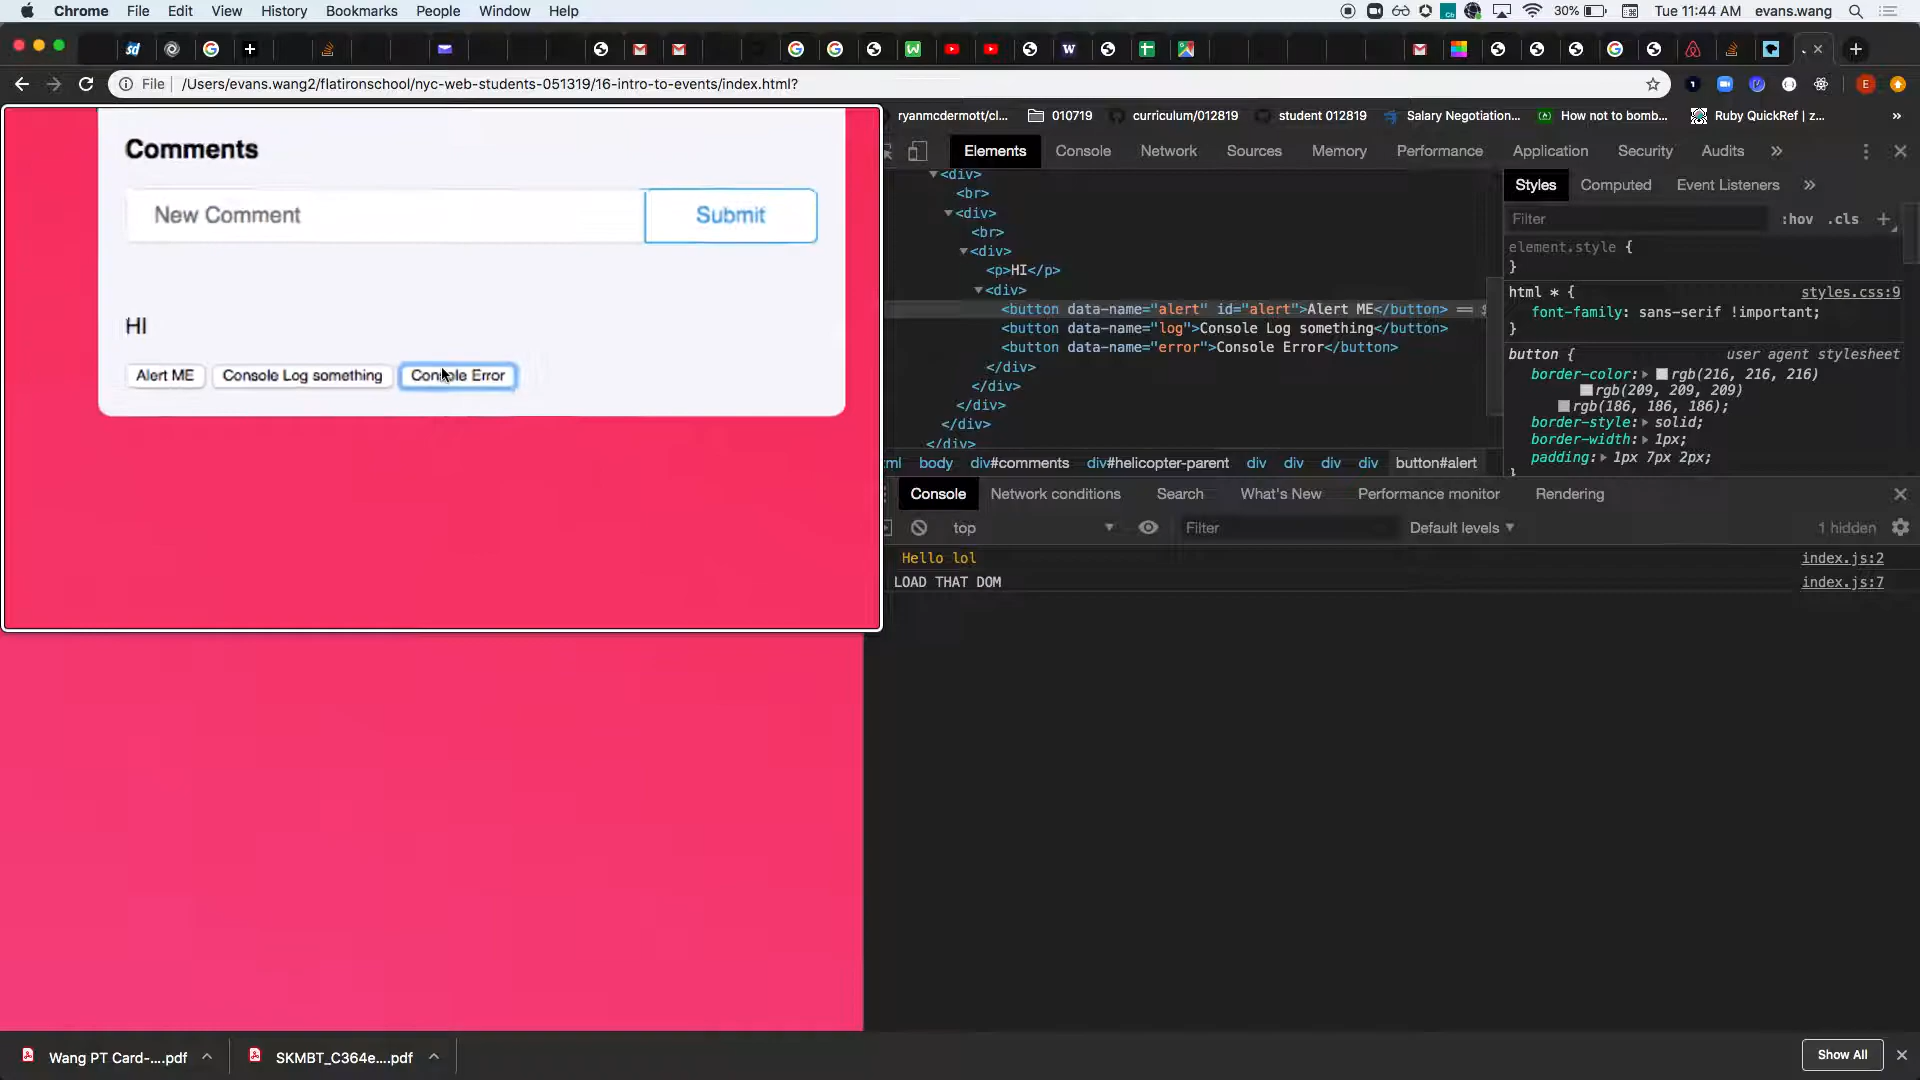 Chrome File Edit View History Bookmarks People Window Help
30% Tue 11:44 AM evans.wang
File /Users/evans.wang2/flatironschool/nyc-web-students-051319/16-intro-to-events/index.html?
ryanmcdermott/cl... 010719 curriculum/012819 student 012819 Salary Negotiation... How not to bomb... Ruby QuickRef | z... »
Comments
New Comment Submit
HI
Alert ME Console Log something Console Error
Elements Console Network Sources Memory Performance Application Security Audits »
<div>
<br>
<div>
<br>
<div>
<p>HI</p>
<div>
<button data-name="alert" id="alert">Alert ME</button> ==
<button data-name="log">Console Log something</button>
<button data-name="error">Console Error</button>
</div>
</div>
</div>
</div>
</div>
body div#comments div#helicopter-parent div div div div button#alert
Styles Computed Event Listeners »
Filter :hov .cls +
element.style {
}
html * { styles.css:9
font-family: sans-serif !important;
}
button { user agent stylesheet
border-color: rgb(216, 216, 216)
rgb(209, 209, 209)
rgb(186, 186, 186);
border-style: solid;
border-width: 1px;
padding: 1px 7px 2px;
}
Console Network conditions Search What's New Performance monitor Rendering
top Filter Default levels 1 hidden
Hello lol index.js:2
LOAD THAT DOM index.js:7
Wang PT Card-....pdf SKMBT_C364e....pdf Show All